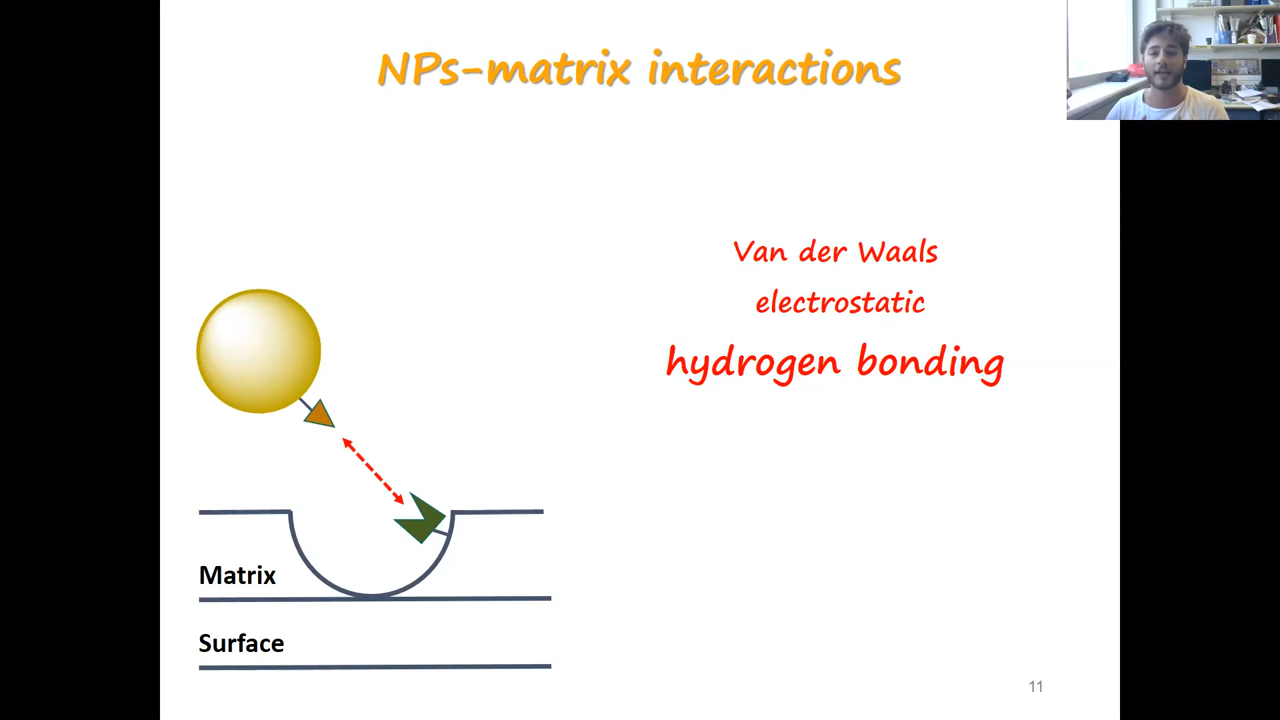 NPs-matrix interactions
Van der Waals
electrostatic
hydrogen bonding
Matrix
Surface
11